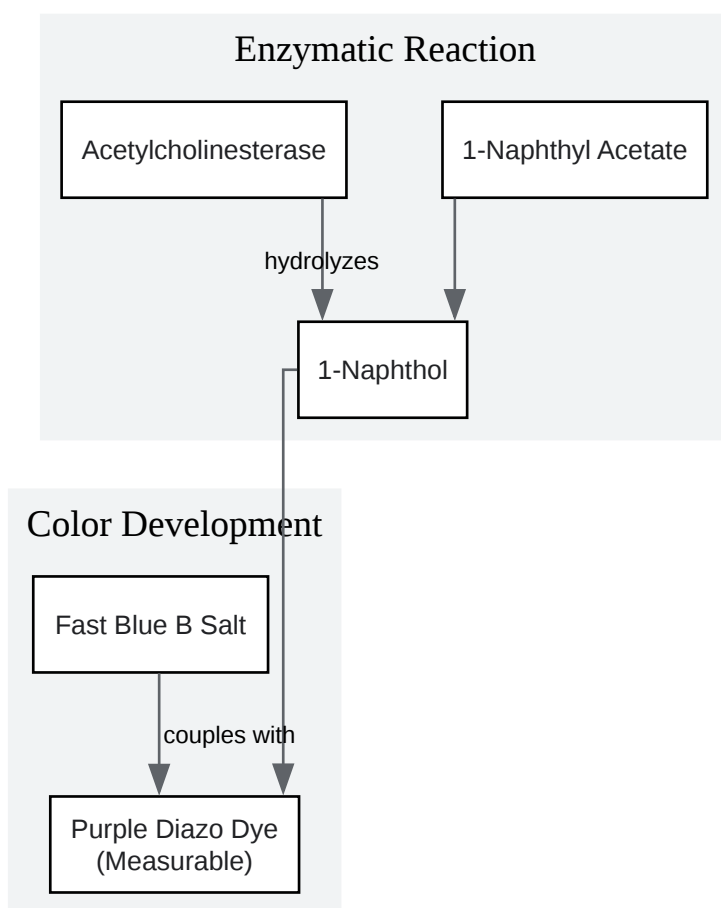 Enzymatic Reaction
Acetylcholinesterase
1-Naphthyl Acetate
hydrolyzes
1-Naphthol
Color Development
Fast Blue B Salt
couples with
Purple Diazo Dye
(Measurable)